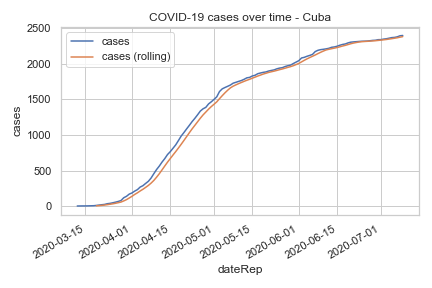 COVID-19 cases over time - Cuba
cases
cases (rolling)
2500
2000
1500
1000
500
0
cases
2020-03-15
2020-04-01
2020-04-15
2020-05-01
2020-05-15
2020-06-01
2020-06-15
2020-07-01
dateRep